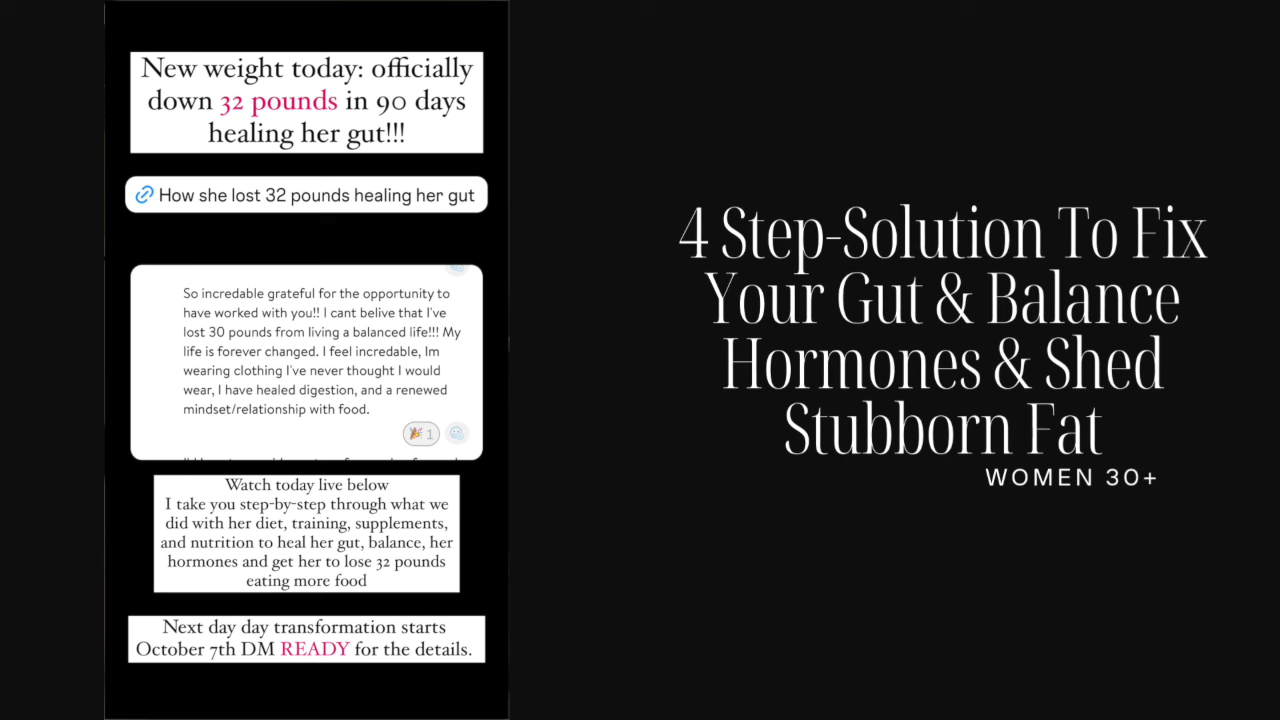 New weight today: officially
down 32 pounds in 90 days
healing her gut!!!
How she lost 32 pounds healing her gut
So incredable grateful for the opportunity to
have worked with you!! I cant belive that I've
lost 30 pounds from living a balanced life!!! My
life is forever changed. I feel incredable, Im
wearing clothing I've never thought I would
wear, I have healed digestion, and a renewed
mindset/relationship with food.
1
Watch today live below
I take you step-by-step through what we
did with her diet, training, supplements,
and nutrition to heal her gut, balance, her
hormones and get her to lose 32 pounds
eating more food
Next day day transformation starts
October 7th DM READY for the details.
4 Step-Solution To Fix
Your Gut & Balance
Hormones & Shed
Stubborn Fat
WOMEN 30+